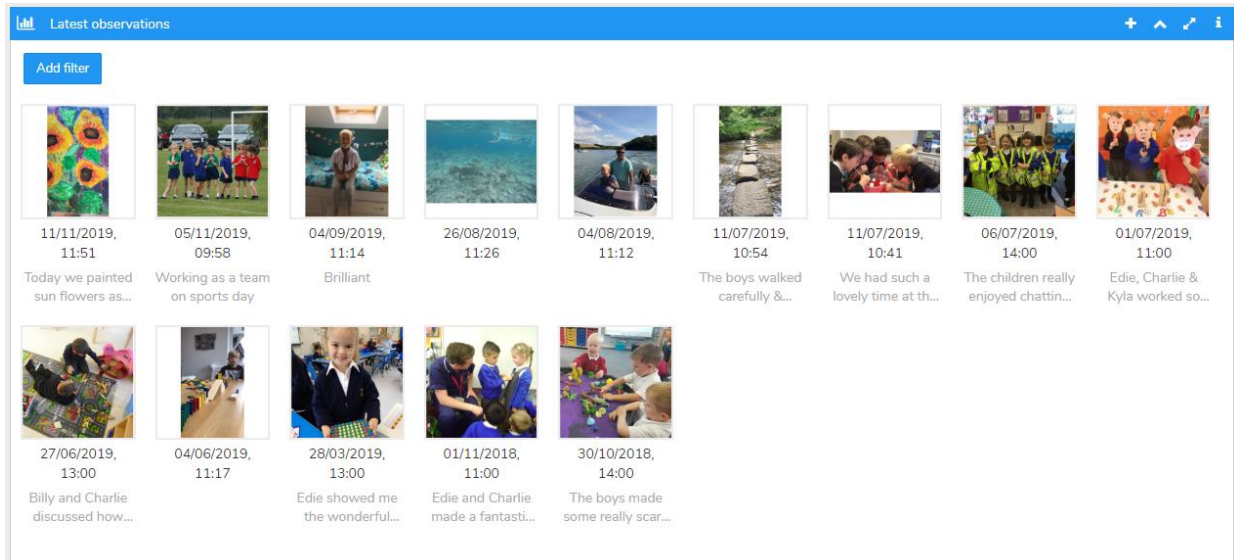 Latest observations
Add filter
11/11/2019,
11:51
Today we painted
sun flowers as...
05/11/2019,
09:58
Working as a team
on sports day
04/09/2019,
11:14
Brilliant
26/08/2019,
11:26
04/08/2019,
11:12
11/07/2019,
10:54
The boys walked
carefully &...
11/07/2019,
10:41
We had such a
lovely time at th...
06/07/2019,
14:00
The children really
enjoyed chattin...
01/07/2019,
11:00
Edie, Charlie &
Kyla worked so...
27/06/2019,
13:00
Billy and Charlie
discussed how...
04/06/2019,
11:17
28/03/2019,
13:00
Edie showed me
the wonderful...
01/11/2018,
11:00
Edie and Charlie
made a fantasti...
30/10/2018,
14:00
The boys made
some really scar...